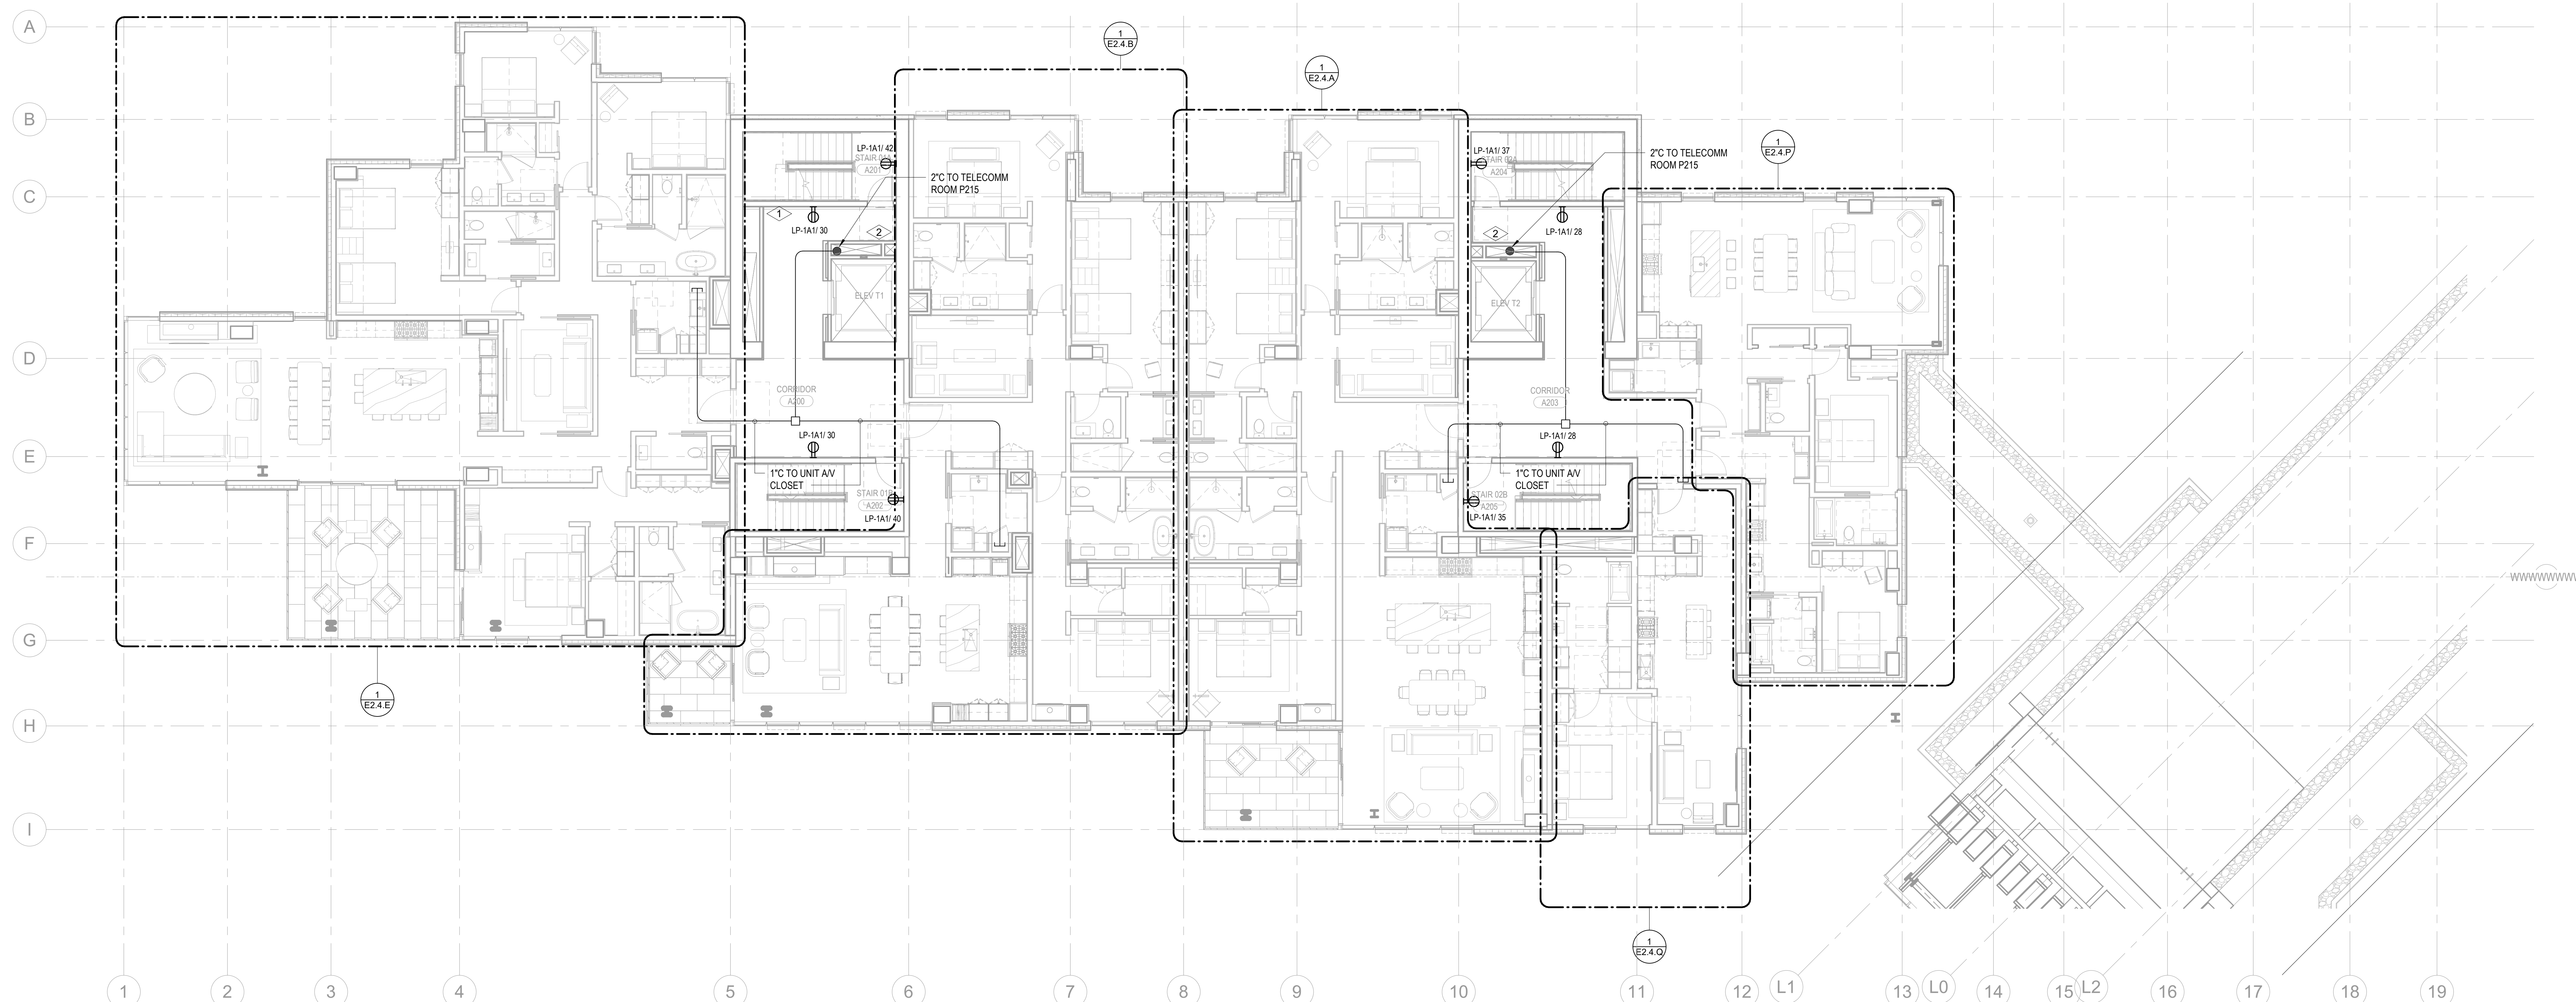 A
B
C
D
E
F
G
H
I
1
E2.4.B
1
E2.4.A
1
E2.4.P
LP-1A1/ 42
A201
2"C TO TELECOMM
ROOM P215
1
LP-1A1/ 30
2
ELEV T1
LP-1A1/ 37
STAIR 02A
A204
2"C TO TELECOMM
ROOM P215
LP-1A1/ 28
2
ELEV T2
CORRIDOR
A200
LP-1A1/ 30
1"C TO UNIT A/V
CLOSET
A202
LP-1A1/ 40
CORRIDOR
A203
LP-1A1/ 28
1"C TO UNIT A/V
CLOSET
STAIR 02B
A205
LP-1A1/ 35
1
E2.4.E
1
E2.4.Q
1
2
3
4
5
6
7
8
9
10
11
12
L1
13
L0
14
15
L2
16
17
18
19